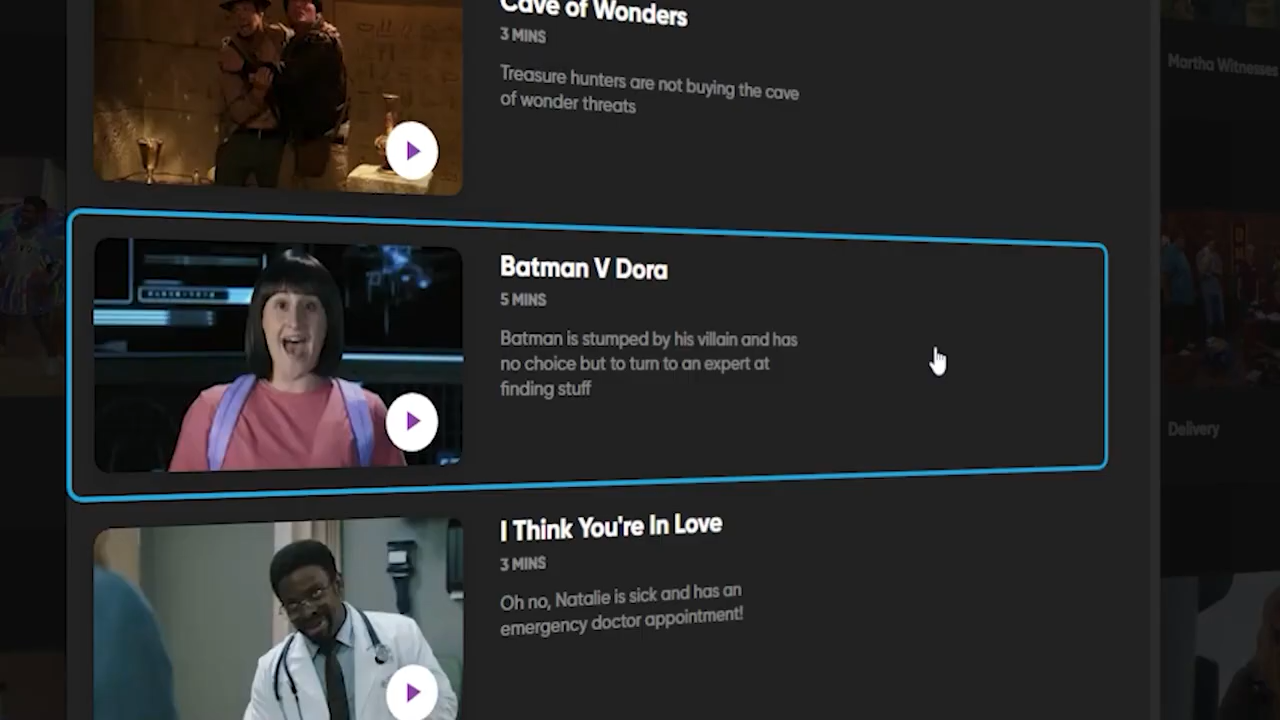 Cave of Wonders
3 MINS
Treasure hunters are not buying the cave
of wonder threats
Martha Witnesses
Batman V Dora
5 MINS
Batman is stumped by his villain and has
no choice but to turn to an expert at
finding stuff
Delivery
I Think You're In Love
3 MINS
Oh no, Natalie is sick and has an
emergency doctor appointment!